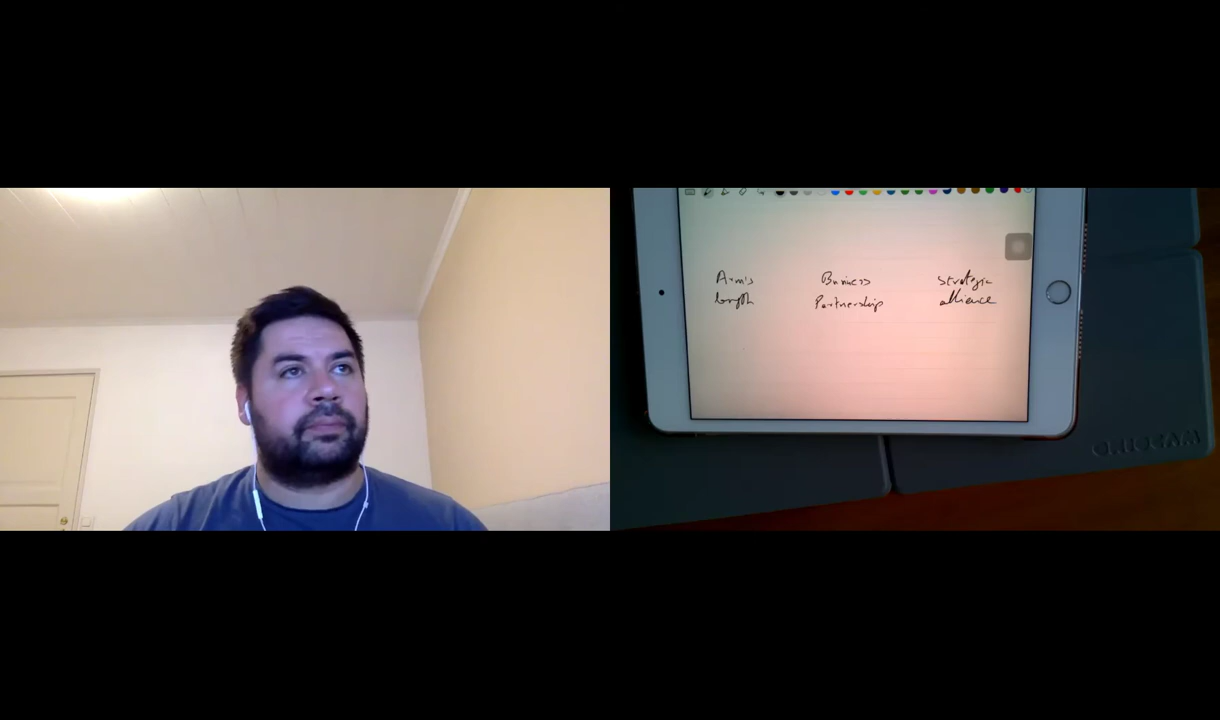 Arm's
length
Business
Partnership
Strategic
alliance